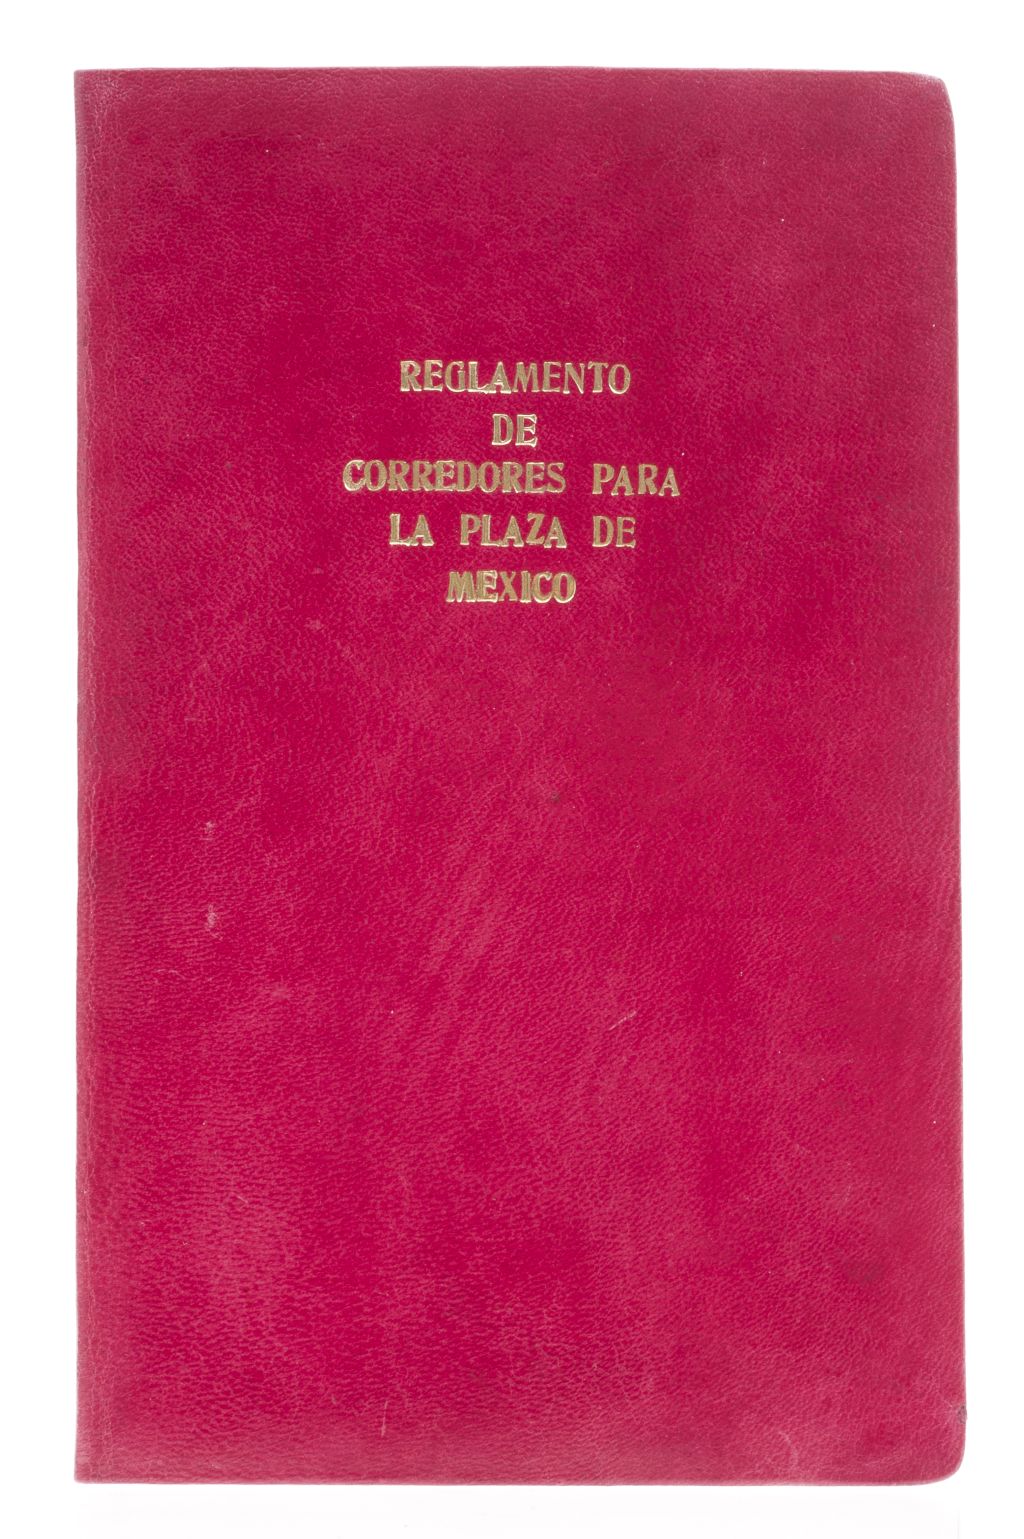 REGLAMENTO
DE
CORREDORES PARA
LA PLAZA DE
MEXICO